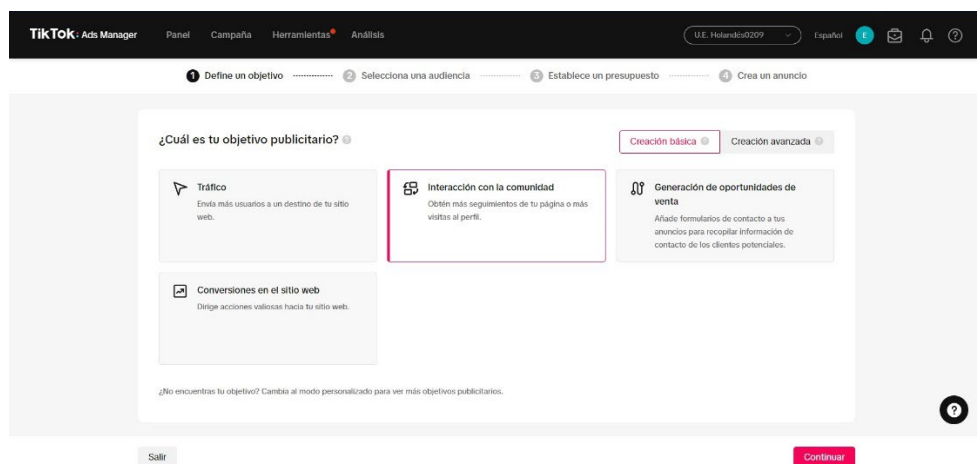 TikTok: Ads Manager Panel Campaña Herramientas Análisis U.E. Holandés0209 Español E
1 Define un objetivo 2 Selecciona una audiencia 3 Establece un presupuesto 4 Crea un anuncio
¿Cuál es tu objetivo publicitario?
Creación básica Creación avanzada
Tráfico
Envía más usuarios a un destino de tu sitio
web.
Interacción con la comunidad
Obtén más seguimientos de tu página o más
visitas al perfil.
Generación de oportunidades de
venta
Añade formularios de contacto a tus
anuncios para recopilar información de
contacto de los clientes potenciales.
Conversiones en el sitio web
Dirige acciones valiosas hacia tu sitio web.
¿No encuentras tu objetivo? Cambia al modo personalizado para ver más objetivos publicitarios.
Salir Continuar